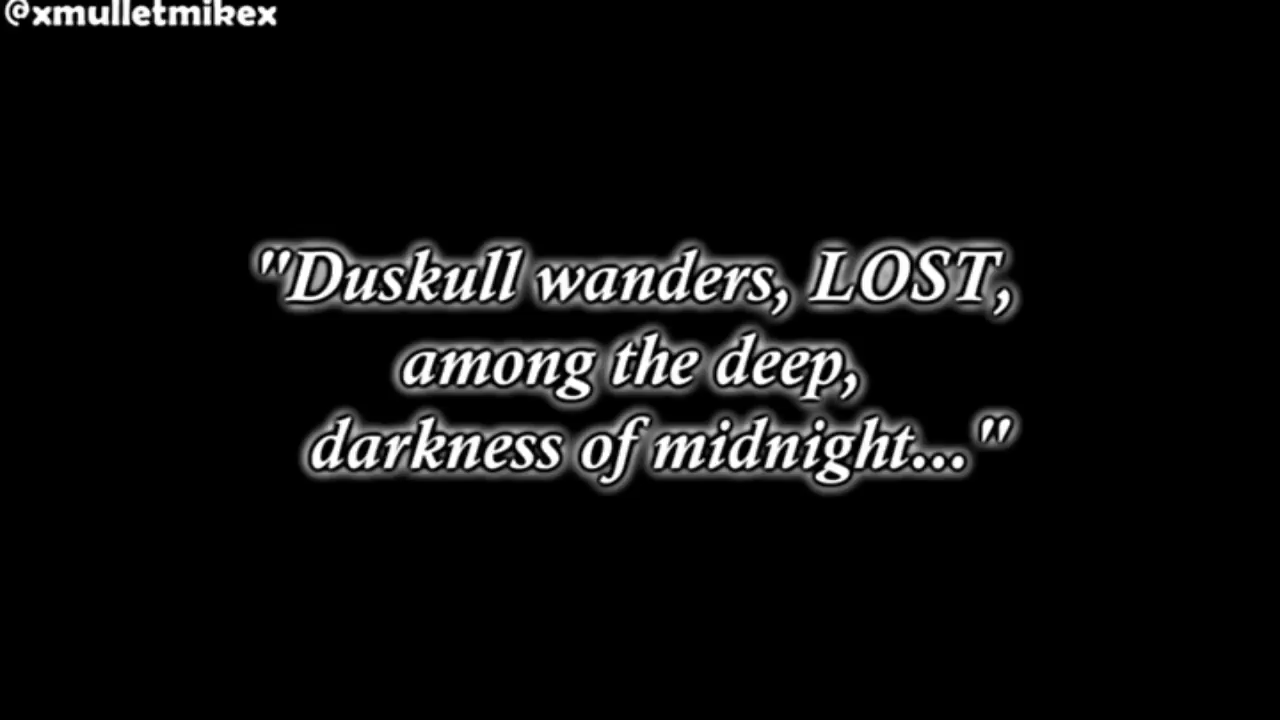 @xmulletmikex
"Duskull wanders, LOST,
among the deep,
darkness of midnight..."